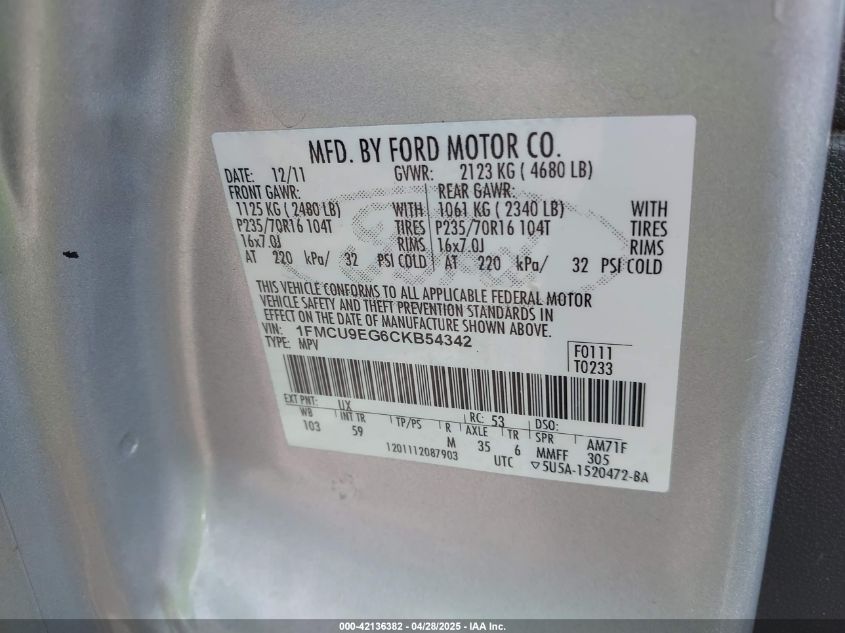 MFD. BY FORD MOTOR CO.
DATE: 12/11 GVWR: 2123 KG ( 4680 LB)
FRONT GAWR: REAR GAWR:
1125 KG ( 2480 LB) WITH 1061 KG ( 2340 LB) WITH
P235/70R16 104T TIRES P235/70R16 104T TIRES
16x7.0J RIMS 16x7.0J RIMS
AT 220 kPa/ 32 PSI COLD AT 220 kPa/ 32 PSI COLD
THIS VEHICLE CONFORMS TO ALL APPLICABLE FEDERAL MOTOR
VEHICLE SAFETY AND THEFT PREVENTION STANDARDS IN
EFFECT ON THE DATE OF MANUFACTURE SHOWN ABOVE.
VIN: 1FMCU9EG6CKB54342
TYPE: MPV
F0111
T0233
EXT PNT: UX RC: 53 DSO:
WB INT TR TP/PS R AXLE TR SPR AM71F
103 59 M 35 6 MMFF 305
1201112087903 UTC ▽5U5A-1520472-BA
000-42136382 | 04/28/2025 - IAA Inc.